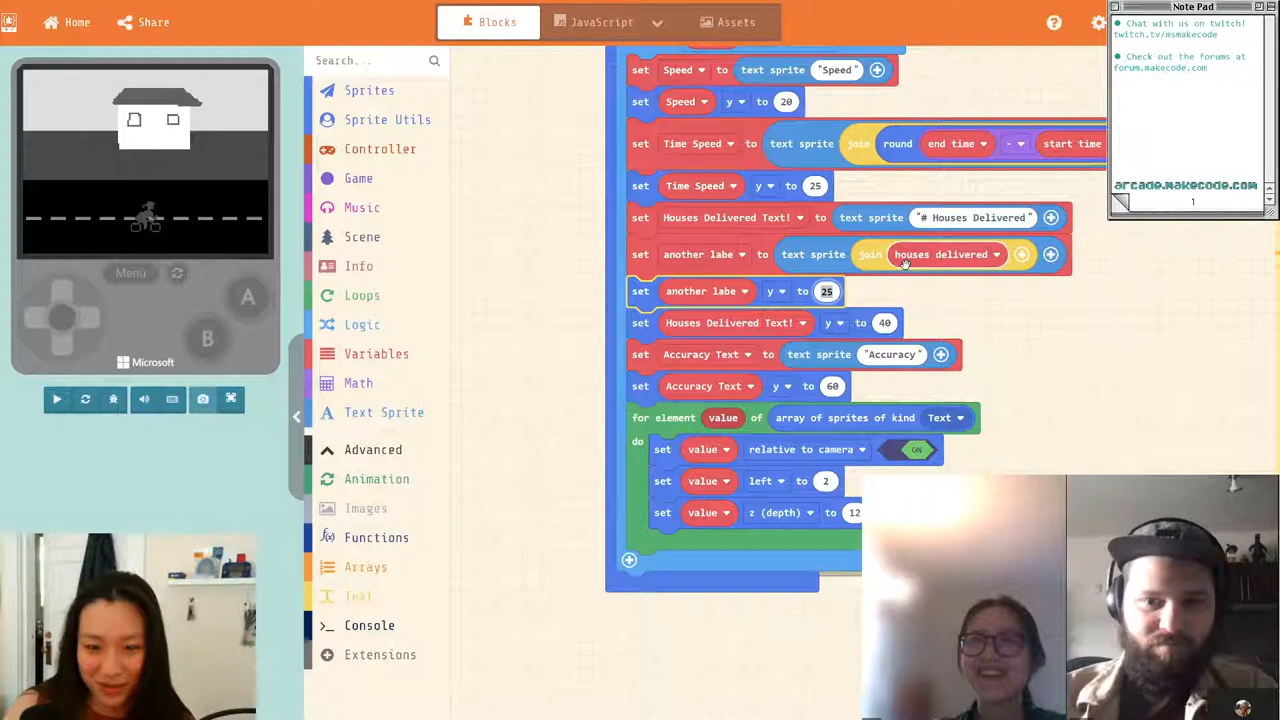 Home
Share
Blocks
JavaScript
Assets
Note Pad
Chat with us on twitch!
twitch.tv/msmakecode
Check out the forums at
forum.makecode.com
arcade.makecode.com
1
Menu
A
B
Microsoft
Search...
Sprites
Sprite Utils
Controller
Game
Music
Scene
Info
Loops
Logic
Variables
Math
Text Sprite
Advanced
Animation
Images
Functions
Arrays
Text
Console
Extensions
set Speed to text sprite "Speed"
set Speed y to 20
set Time Speed to text sprite join round end time - start time
set Time Speed y to 25
set Houses Delivered Text! to text sprite "# Houses Delivered"
set another labe to text sprite join houses delivered
set another labe y to 25
set Houses Delivered Text! y to 40
set Accuracy Text to text sprite "Accuracy"
set Accuracy Text y to 60
for element value of array of sprites of kind Text
do
set value relative to camera ON
set value left to 2
set value z (depth) to 12